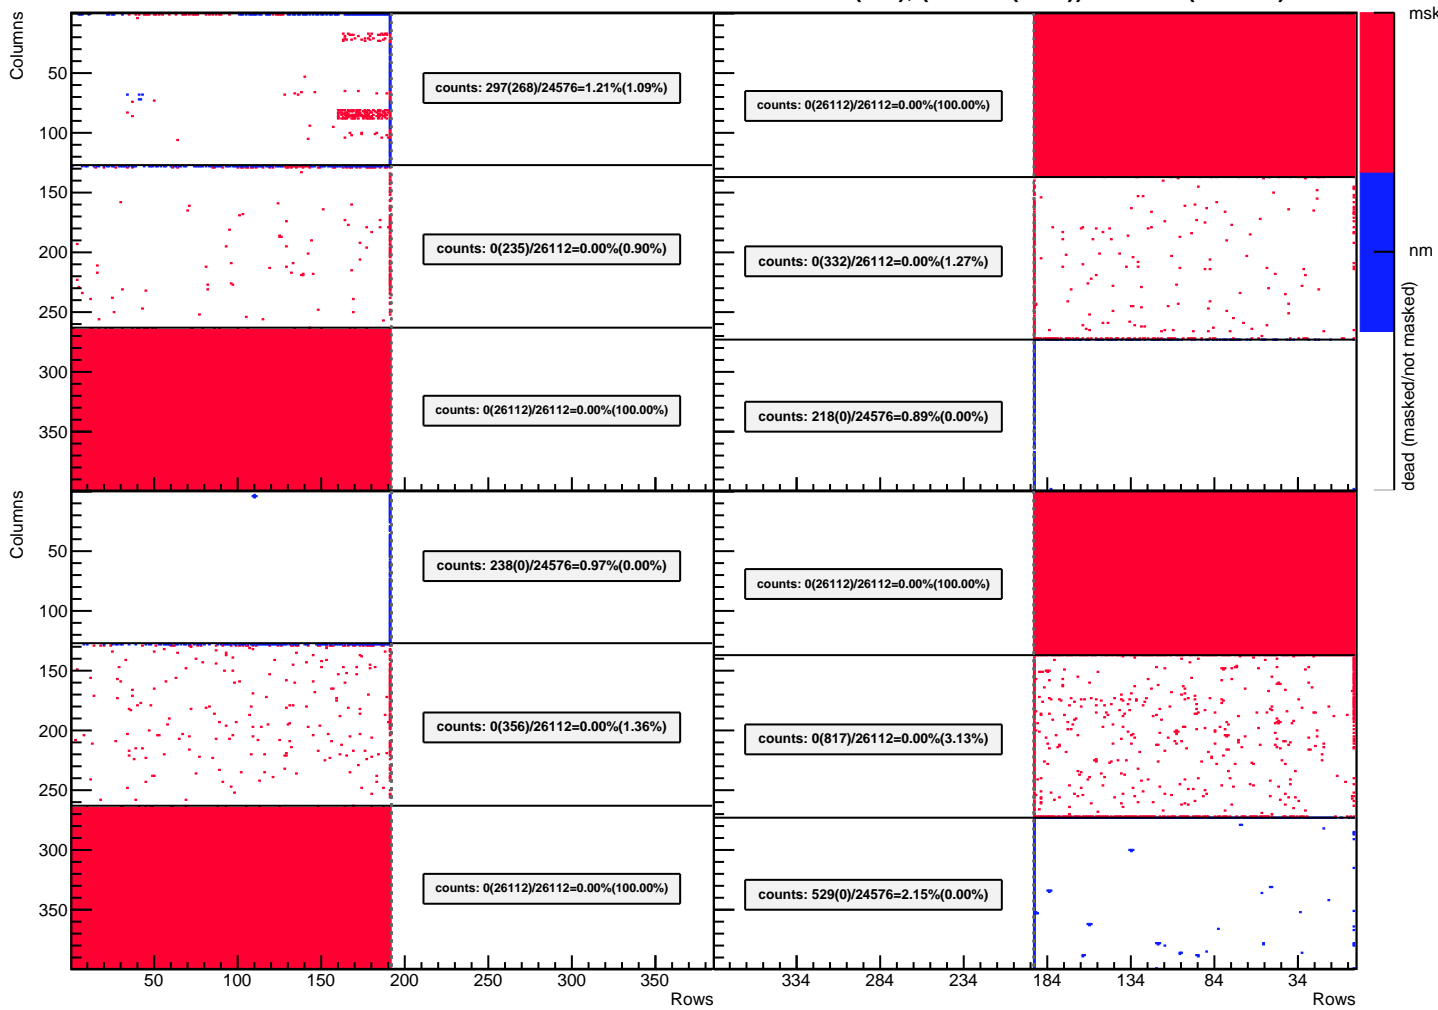 msk
Columns
50
100
150
200
250
300
350
counts: 297(268)/24576=1.21%(1.09%)
counts: 0(235)/26112=0.00%(0.90%)
counts: 0(26112)/26112=0.00%(100.00%)
counts: 0(26112)/26112=0.00%(100.00%)
counts: 0(332)/26112=0.00%(1.27%)
counts: 218(0)/24576=0.89%(0.00%)
nm
dead (masked/not masked)
Columns
50
100
150
200
250
300
350
counts: 238(0)/24576=0.97%(0.00%)
counts: 0(356)/26112=0.00%(1.36%)
counts: 0(26112)/26112=0.00%(100.00%)
counts: 0(26112)/26112=0.00%(100.00%)
counts: 0(817)/26112=0.00%(3.13%)
counts: 529(0)/24576=2.15%(0.00%)
50 100 150 200 250 300 350
Rows
334 284 234 184 134 84 34
Rows